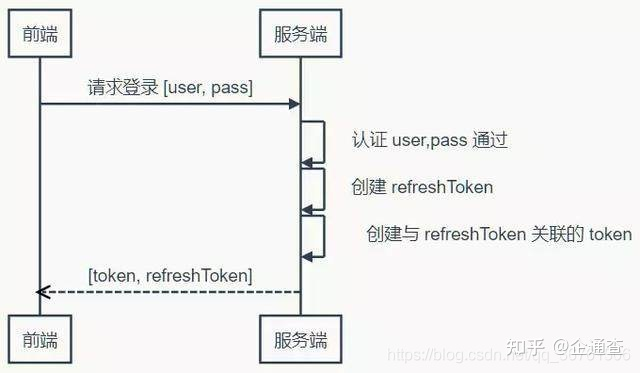 前端
服务端
请求登录 [user, pass]
认证 user,pass 通过
创建 refreshToken
创建与 refreshToken 关联的 token
[token, refreshToken]
前端
服务端
知乎 @企通查
https://blog.csdn.net/qq_